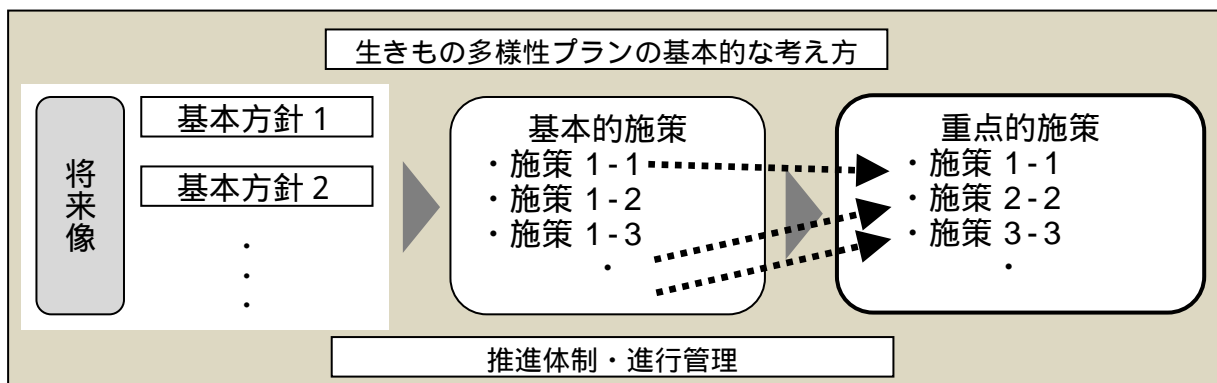 生きもの多様性プランの基本的な考え方
将来像
基本方針 1
基本方針 2
・
・
・
基本的施策
・施策 1-1
・施策 1-2
・施策 1-3
・
重点的施策
・施策 1-1
・施策 2-2
・施策 3-3
・
推進体制・進行管理